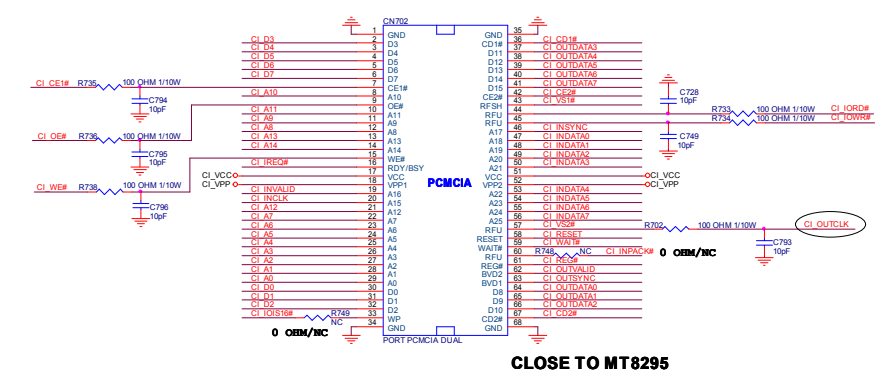 CN702
1 GND GND 35
CI_D3 2 D3 CD1# 36 CI_CD1#
CI_D4 3 D4 D11 37 CI_OUTDATA3
CI_D5 4 D5 D12 38 CI_OUTDATA4
CI_D6 5 D6 D13 39 CI_OUTDATA5
CI_D7 6 D7 D14 40 CI_OUTDATA6
CI_CE1# R735 100 OHM 1/10W 7 CE1# D15 41 CI_OUTDATA7
CI_A10 8 A10 CE2# 42 CI_CE2#
C794 10pF 9 OE# RFSH 43 CI_VS1# C728 10pF
CI_A11 10 A11 RFU 44 R733 100 OHM 1/10W CI_IORD#
CI_A9 11 A9 RFU 45 R734 100 OHM 1/10W CI_IOWR#
CI_A8 12 A8 A17 46 CI_INSYNC
CI_OE# R736 100 OHM 1/10W CI_A13 13 A13 A18 47 CI_INDATA0 C749 10pF
CI_A14 14 A14 A19 48 CI_INDATA1
C795 10pF 15 WE# A20 49 CI_INDATA2
CI_IREQ# 16 RDY/BSY A21 50 CI_INDATA3
CI_VCC 17 VCC VCC 51 CI_VCC
CI_VPP 18 VPP1 PCMCIA VPP2 52 CI_VPP
CI_WE# R738 100 OHM 1/10W CI_INVALID 19 A16 A22 53 CI_INDATA4
CI_INCLK 20 A15 A23 54 CI_INDATA5
C796 10pF CI_A12 21 A12 A24 55 CI_INDATA6
CI_A7 22 A7 A25 56 CI_INDATA7
CI_A6 23 A6 RFU 57 CI_VS2# R702 100 OHM 1/10W CI_OUTCLK
CI_A5 24 A5 RESET 58 CI_RESET
CI_A4 25 A4 WAIT# 59 CI_WAIT# C793 10pF
CI_A3 26 A3 RFU 60 R748 NC CI_INPACK# 0 OHM/NC
CI_A2 27 A2 REG# 61 CI_REG#
CI_A1 28 A1 BVD2 62 CI_OUTVALID
CI_A0 29 A0 BVD1 63 CI_OUTSYNC
CI_D0 30 D0 D8 64 CI_OUTDATA0
CI_D1 31 D1 D9 65 CI_OUTDATA1
CI_D2 32 D2 D10 66 CI_OUTDATA2
CI_IOIS16# R749 NC 33 WP CD2# 67 CI_CD2#
0 OHM/NC 34 GND GND 68
PORT PCMCIA DUAL
CLOSE TO MT8295